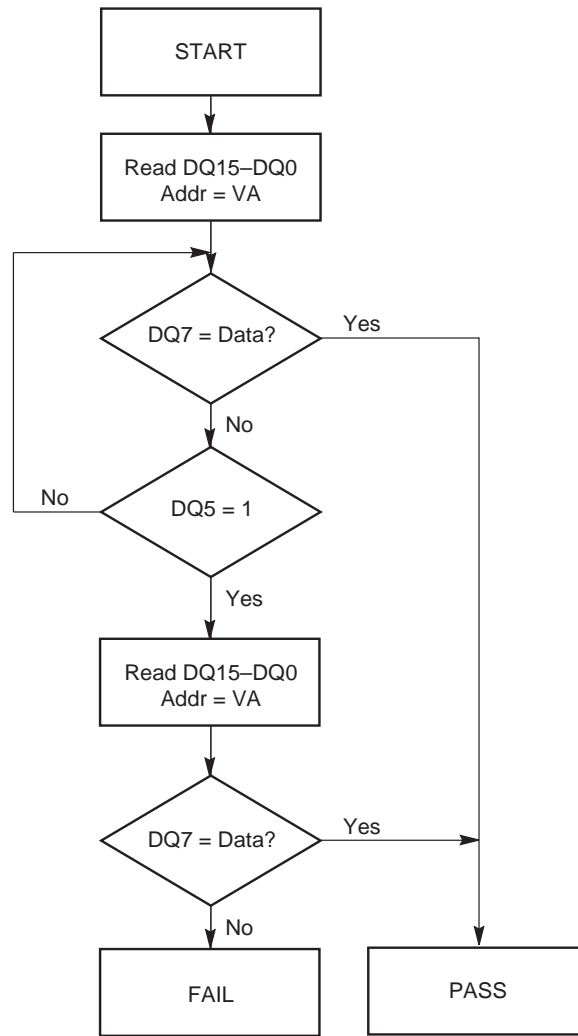 START
Read DQ15–DQ0
Addr = VA
DQ7 = Data?
Yes
No
No
DQ5 = 1
Yes
Read DQ15–DQ0
Addr = VA
DQ7 = Data?
Yes
No
FAIL
PASS